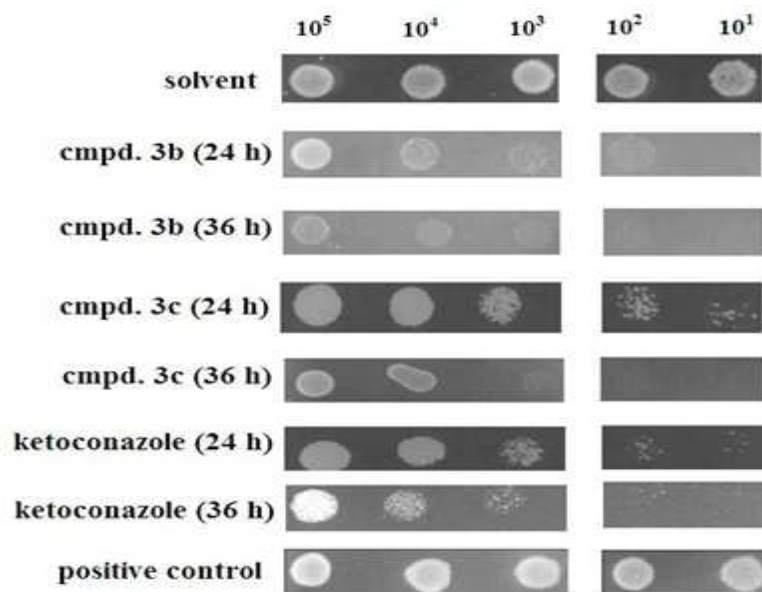 10⁵ 10⁴ 10³ 10² 10¹
solvent
cmpd. 3b (24 h)
cmpd. 3b (36 h)
cmpd. 3c (24 h)
cmpd. 3c (36 h)
ketoconazole (24 h)
ketoconazole (36 h)
positive control